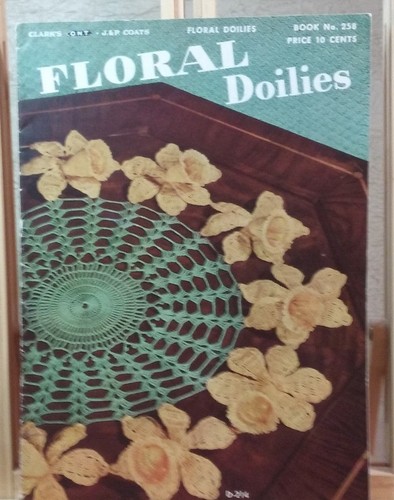 CLARK'S O.N.T. • J.&P. COATS FLORAL DOILIES BOOK No. 258
PRICE 10 CENTS
FLORAL
Doilies